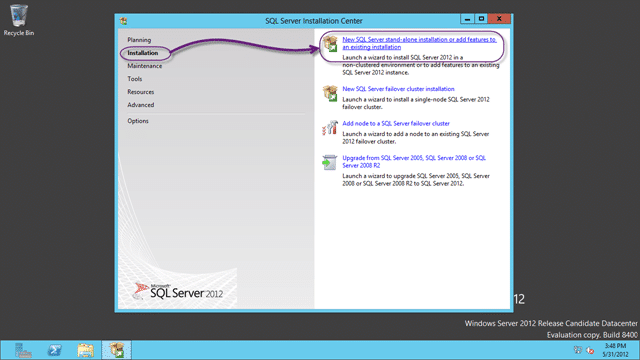 Recycle Bin
SQL Server Installation Center
Planning
Installation
Maintenance
Tools
Resources
Advanced
Options
New SQL Server stand-alone installation or add features to
an existing installation
Launch a wizard to install SQL Server 2012 in a
non-clustered environment or to add features to an existing
SQL Server 2012 instance.
New SQL Server failover cluster installation
Launch a wizard to install a single-node SQL Server 2012
failover cluster.
Add node to a SQL Server failover cluster
Launch a wizard to add a node to an existing SQL Server
2012 failover cluster.
Upgrade from SQL Server 2005, SQL Server 2008 or SQL
Server 2008 R2
Launch a wizard to upgrade SQL Server 2005, SQL Server
2008 or SQL Server 2008 R2 to SQL Server 2012.
Microsoft
SQL Server 2012
12
Windows Server 2012 Release Candidate Datacenter
Evaluation copy. Build 8400
3:48 PM
5/31/2012